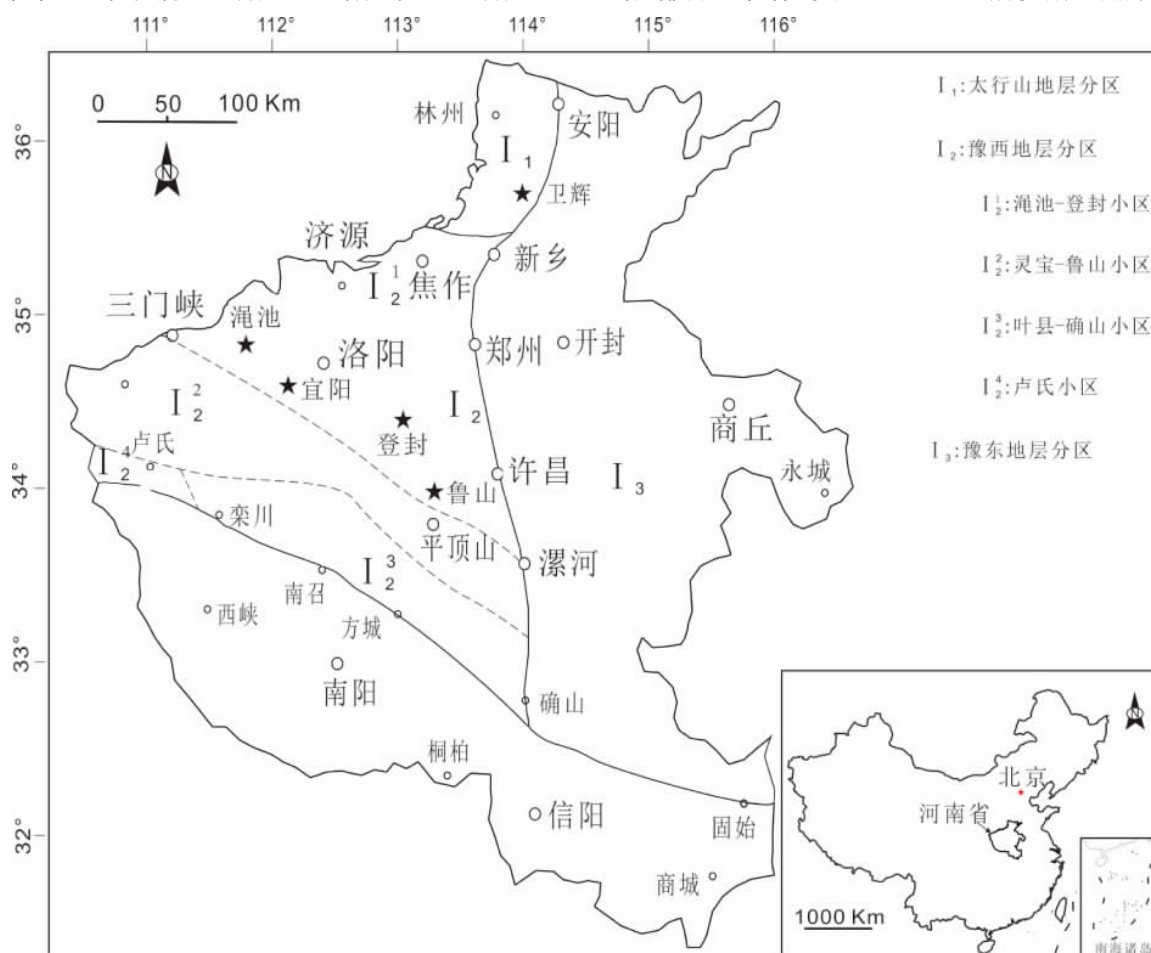 111° 112° 113° 114° 115° 116°
0 50 100 Km
N
36°
35°
34°
33°
32°
林州
安阳
I₁
卫辉
济源
新乡
I₂¹
焦作
三门峡
渑池
洛阳
郑州
开封
宜阳
I₂²
I₂
登封
商丘
卢氏
I₂⁴
许昌
I₃
永城
鲁山
栾川
平顶山
漯河
I₂³
南召
西峡
方城
南阳
确山
桐柏
信阳
固始
商城
I₁:太行山地层分区
I₂:豫西地层分区
I₂¹:渑池-登封小区
I₂²:灵宝-鲁山小区
I₂³:叶县-确山小区
I₂⁴:卢氏小区
I₃:豫东地层分区
N
北京
河南省
1000 Km
南海诸岛